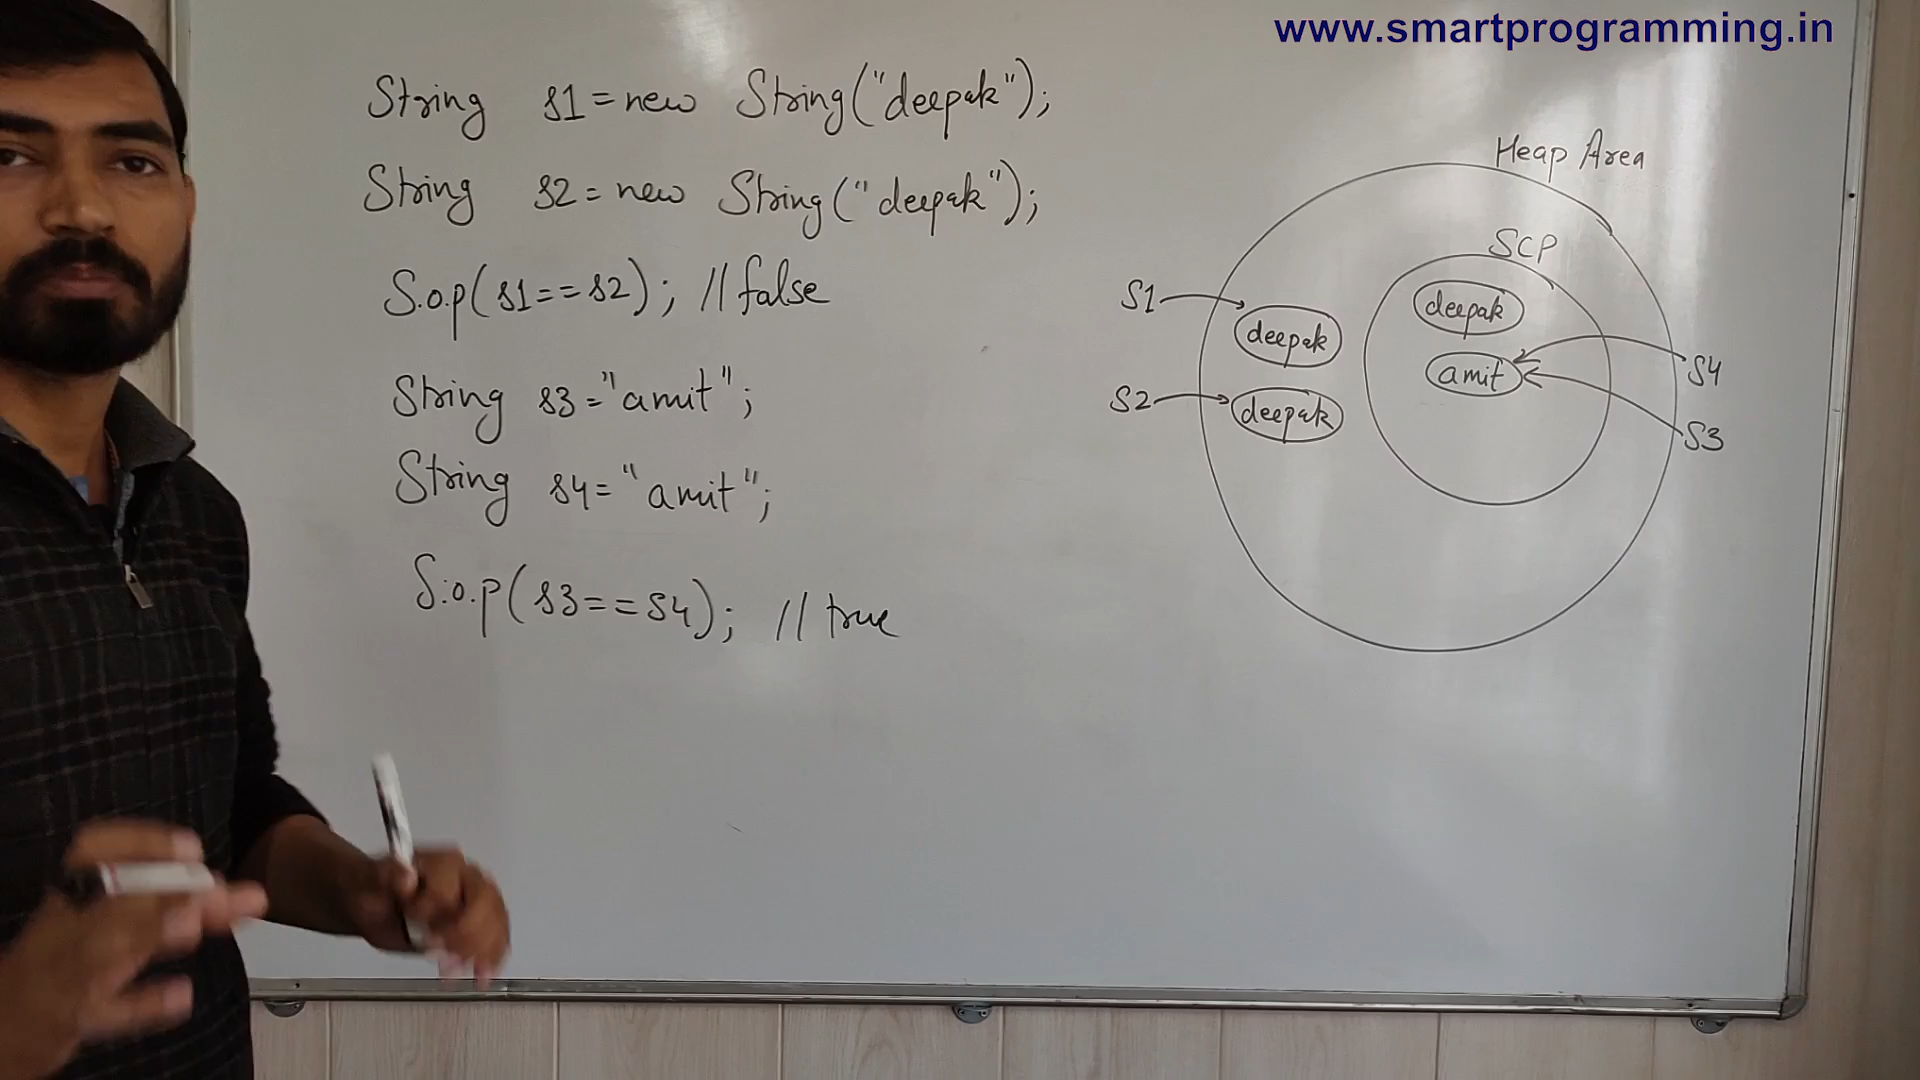 www.smartprogramming.in
String s1 = new String("deepak");
String s2 = new String("deepak");
S.o.p(s1==s2); //false
String s3 = "amit";
String s4 = "amit";
S.o.p(s3==s4); //true
Heap Area
SCP
S1
deepak
deepak
amit
S4
S2
deepak
S3